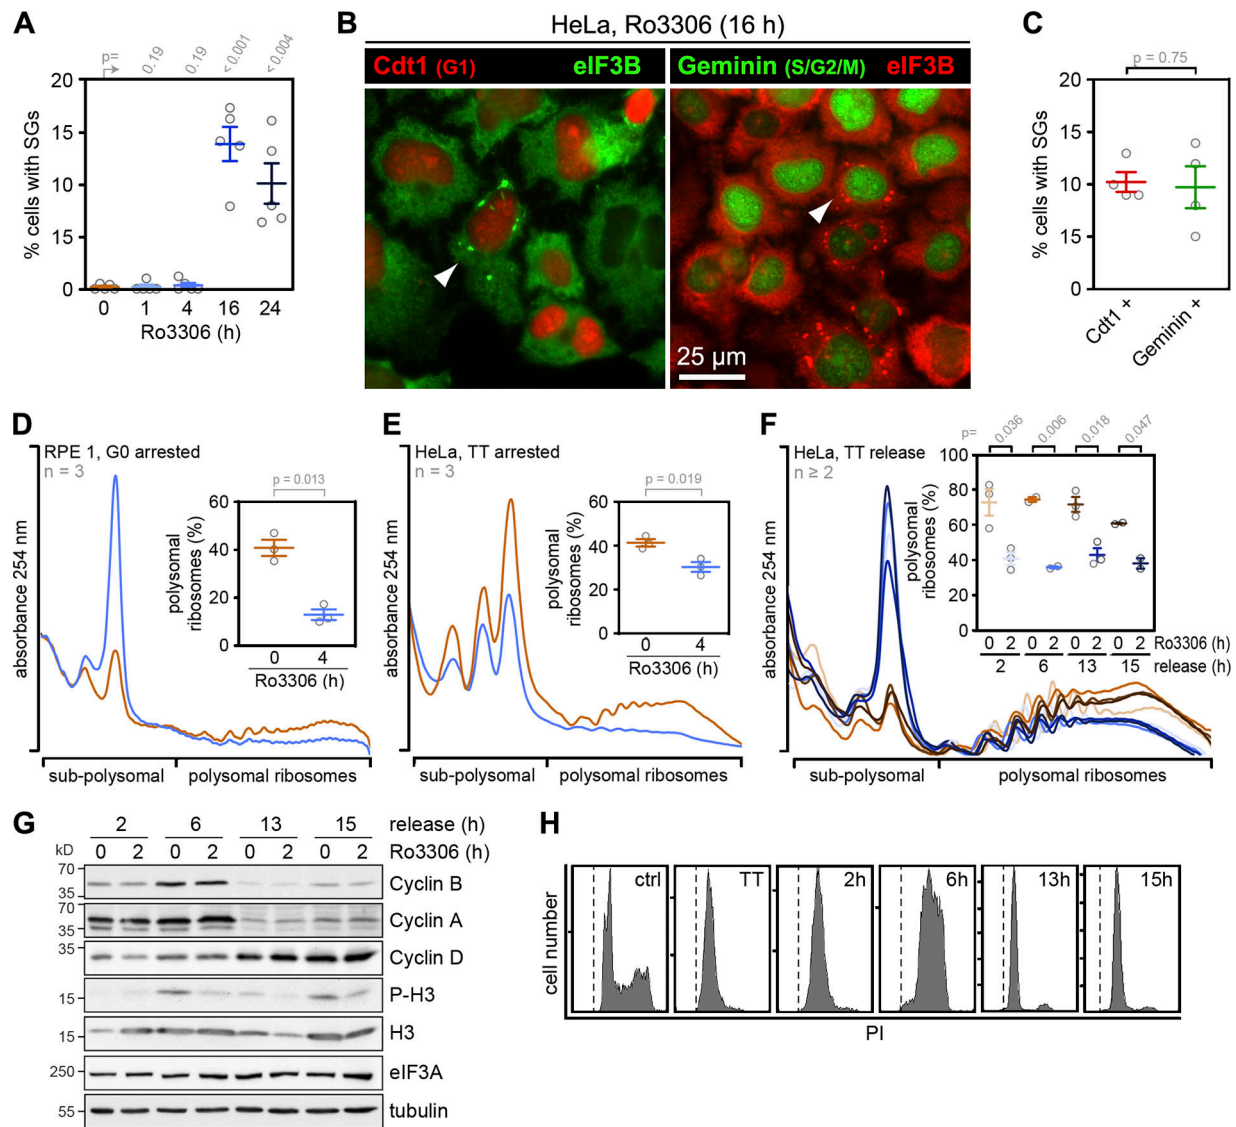 A
p=
0.19
0.19
<0.001
<0.004
% cells with SGs
20
15
10
15
0
0 1 4 16 24
Ro3306 (h)
B
HeLa, Ro3306 (16 h)
Cdt1 (G1) eIF3B
Geminin (S/G2/M) eIF3B
25 µm
C
p = 0.75
% cells with SGs
20
15
10
15
0
Cdt1 +
Geminin +
D
RPE 1, G0 arrested
n = 3
absorbance 254 nm
p = 0.013
polysomal
ribosomes (%)
60
40
20
0
0 4
Ro3306 (h)
sub-polysomal polysomal ribosomes
E
HeLa, TT arrested
n = 3
absorbance 254 nm
p = 0.019
polysomal
ribosomes (%)
60
40
20
0
0 4
Ro3306 (h)
sub-polysomal polysomal ribosomes
F
HeLa, TT release
n ≥ 2
absorbance 254 nm
p=
0.036
0.006
0.018
0.047
polysomal
ribosomes (%)
100
80
60
40
20
0
0 2 0 2 0 2 0 2 Ro3306 (h)
2 6 13 15 release (h)
sub-polysomal polysomal ribosomes
G
2 6 13 15 release (h)
kD 0 2 0 2 0 2 0 2 Ro3306 (h)
70
35
Cyclin B
70
35
Cyclin A
35
Cyclin D
15
P-H3
15
H3
250
eIF3A
55
tubulin
H
cell number
ctrl
TT
2h
6h
13h
15h
PI